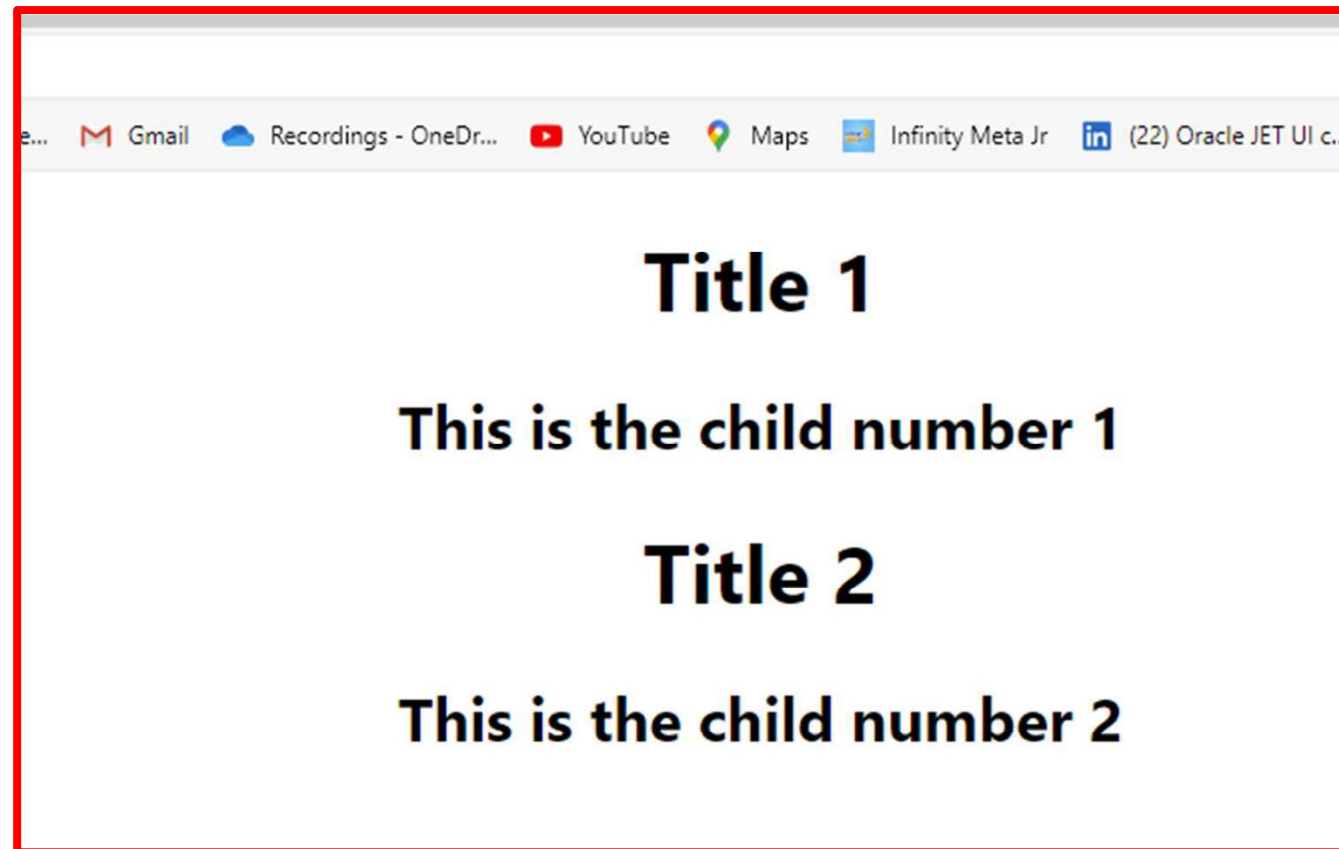 e... Gmail Recordings - OneDr... YouTube Maps Infinity Meta Jr in (22) Oracle JET UI c...
Title 1
This is the child number 1
Title 2
This is the child number 2